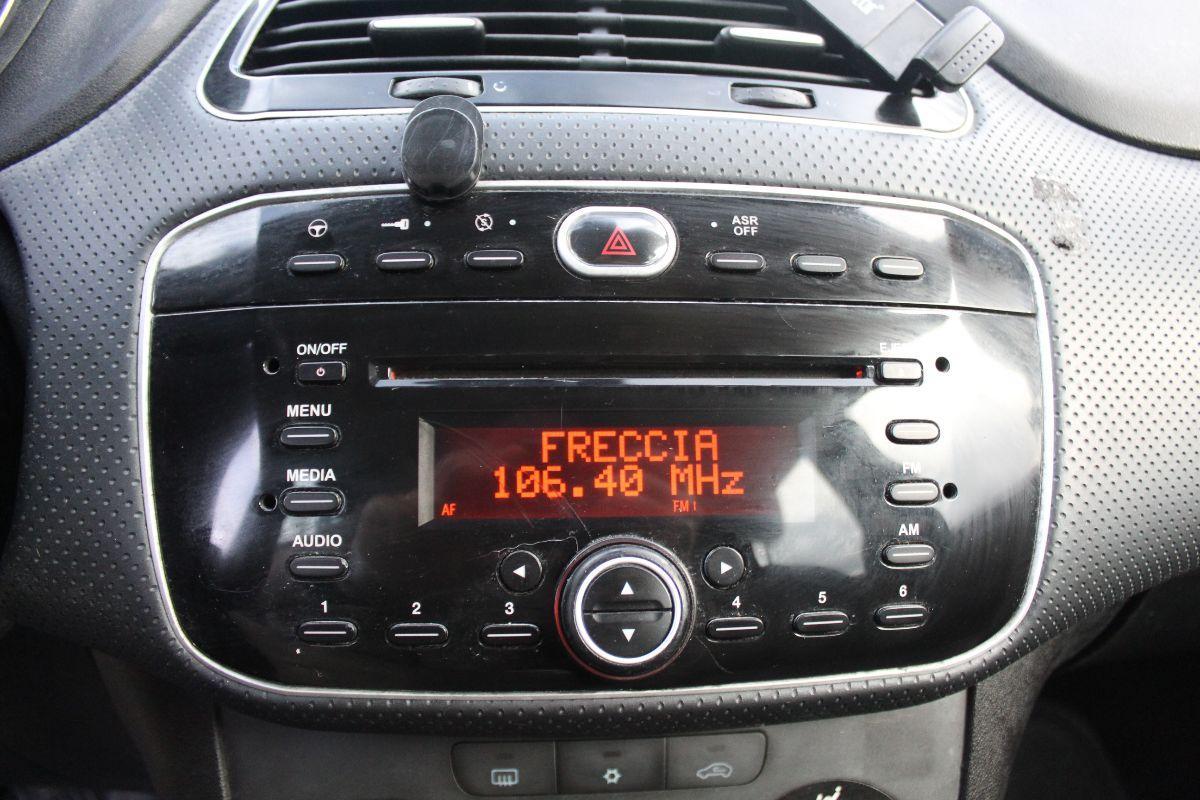 ASR
OFF
ON/OFF
MENU
MEDIA
AUDIO
FRECCIA
106.40 MHz
AF
FM
FM
AM
1
2
3
4
5
6